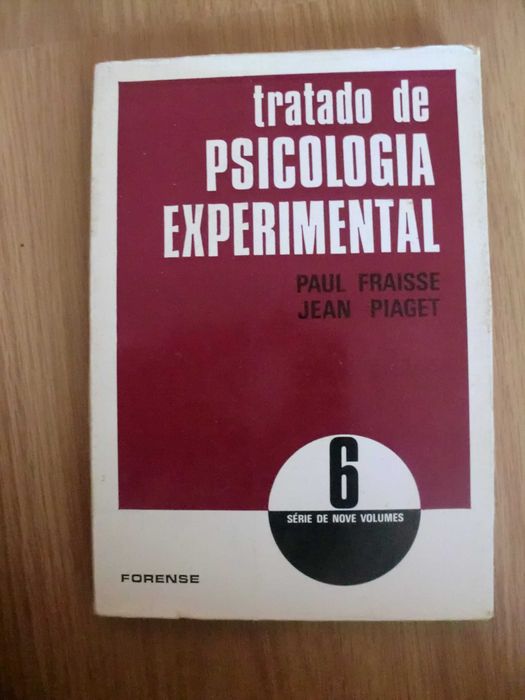 tratado de
PSICOLOGIA
EXPERIMENTAL
PAUL FRAISSE
JEAN PIAGET
6
SÉRIE DE NOVE VOLUMES
FORENSE